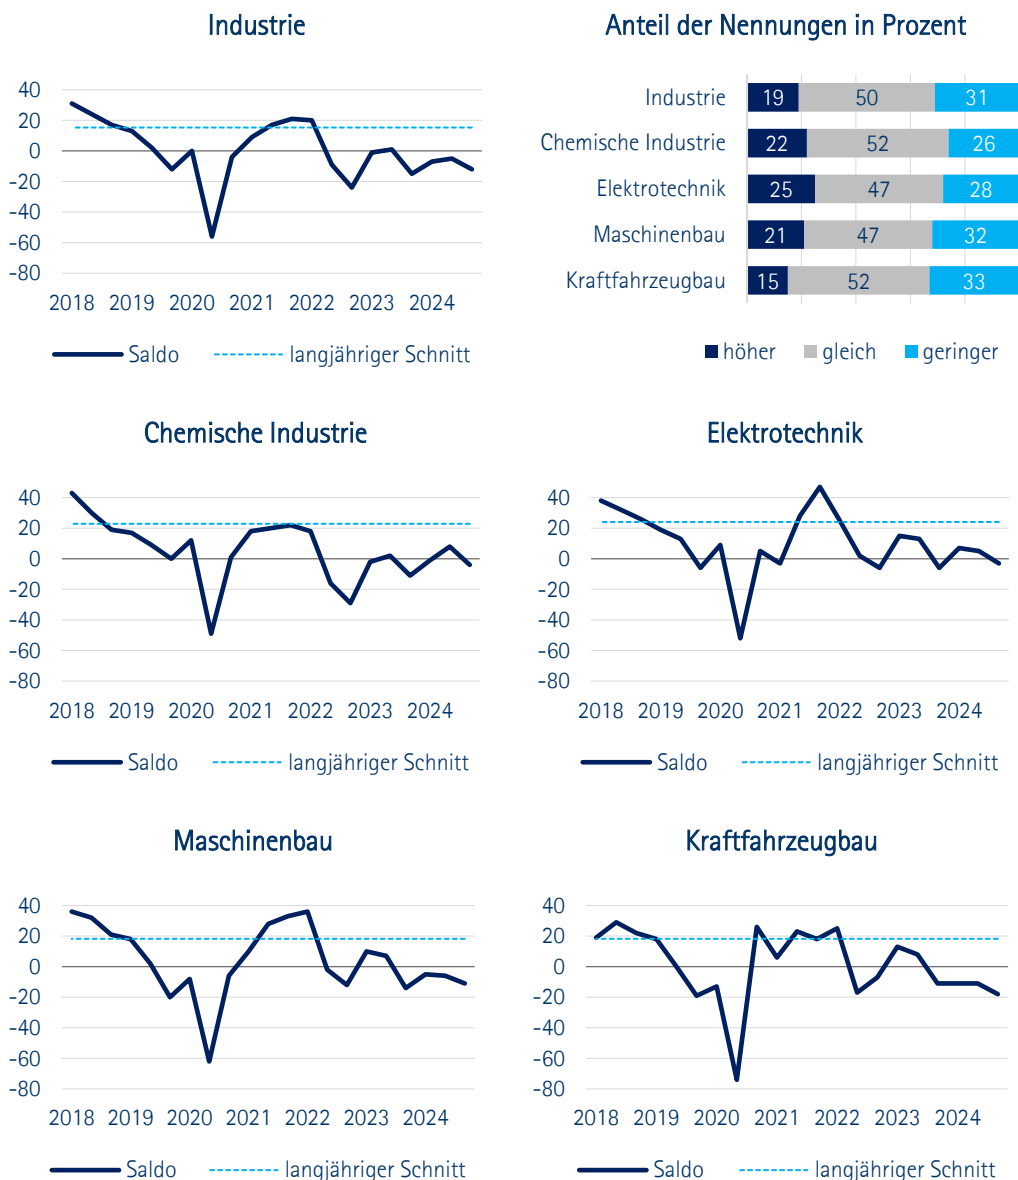 Industrie
40
20
0
-20
-40
-60
-80
2018 2019 2020 2021 2022 2023 2024
Saldo langjähriger Schnitt
Anteil der Nennungen in Prozent
Industrie 19 50 31
Chemische Industrie 22 52 26
Elektrotechnik 25 47 28
Maschinenbau 21 47 32
Kraftfahrzeugbau 15 52 33
höher gleich geringer
Chemische Industrie
40
20
0
-20
-40
-60
-80
2018 2019 2020 2021 2022 2023 2024
Saldo langjähriger Schnitt
Elektrotechnik
40
20
0
-20
-40
-60
-80
2018 2019 2020 2021 2022 2023 2024
Saldo langjähriger Schnitt
Maschinenbau
40
20
0
-20
-40
-60
-80
2018 2019 2020 2021 2022 2023 2024
Saldo langjähriger Schnitt
Kraftfahrzeugbau
40
20
0
-20
-40
-60
-80
2018 2019 2020 2021 2022 2023 2024
Saldo langjähriger Schnitt